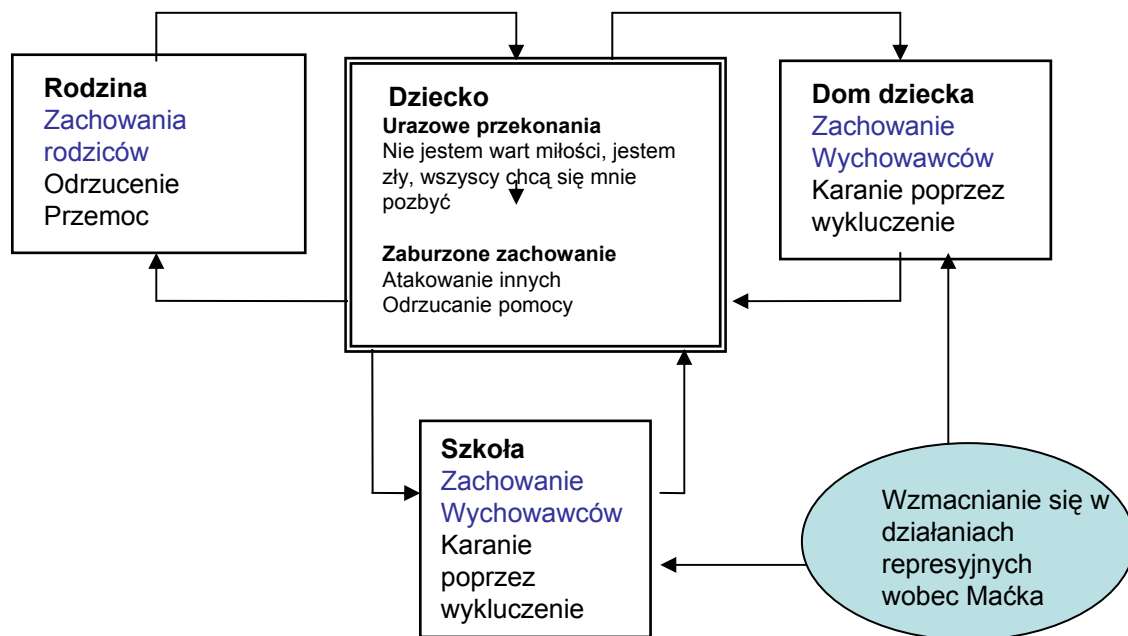 Rodzina
Zachowania
rodziców
Odrzucenie
Przemoc
Dziecko
Urazowe przekonania
Nie jestem wart miłości, jestem
zły, wszyscy chcą się mnie
pozbyć
Zaburzone zachowanie
Atakowanie innych
Odrzucanie pomocy
Dom dziecka
Zachowanie
Wychowawców
Karanie poprzez
wykluczenie
Szkoła
Zachowanie
Wychowawców
Karanie
poprzez
wykluczenie
Wzmacnianie się w
działaniach
represyjnych
wobec Maćka